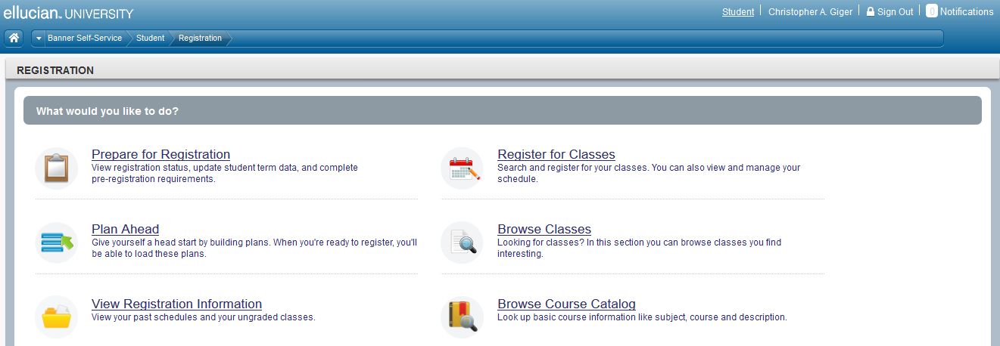 ellucian™ UNIVERSITY
Student
Christopher A. Giger
Sign Out
0 Notifications
Banner Self-Service
Student
Registration
REGISTRATION
What would you like to do?
Prepare for Registration
View registration status, update student term data, and complete
pre-registration requirements.
Register for Classes
Search and register for your classes. You can also view and manage your
schedule.
Plan Ahead
Give yourself a head start by building plans. When you're ready to register, you'll
be able to load these plans.
Browse Classes
Looking for classes? In this section you can browse classes you find
interesting.
View Registration Information
View your past schedules and your ungraded classes.
Browse Course Catalog
Look up basic course information like subject, course and description.